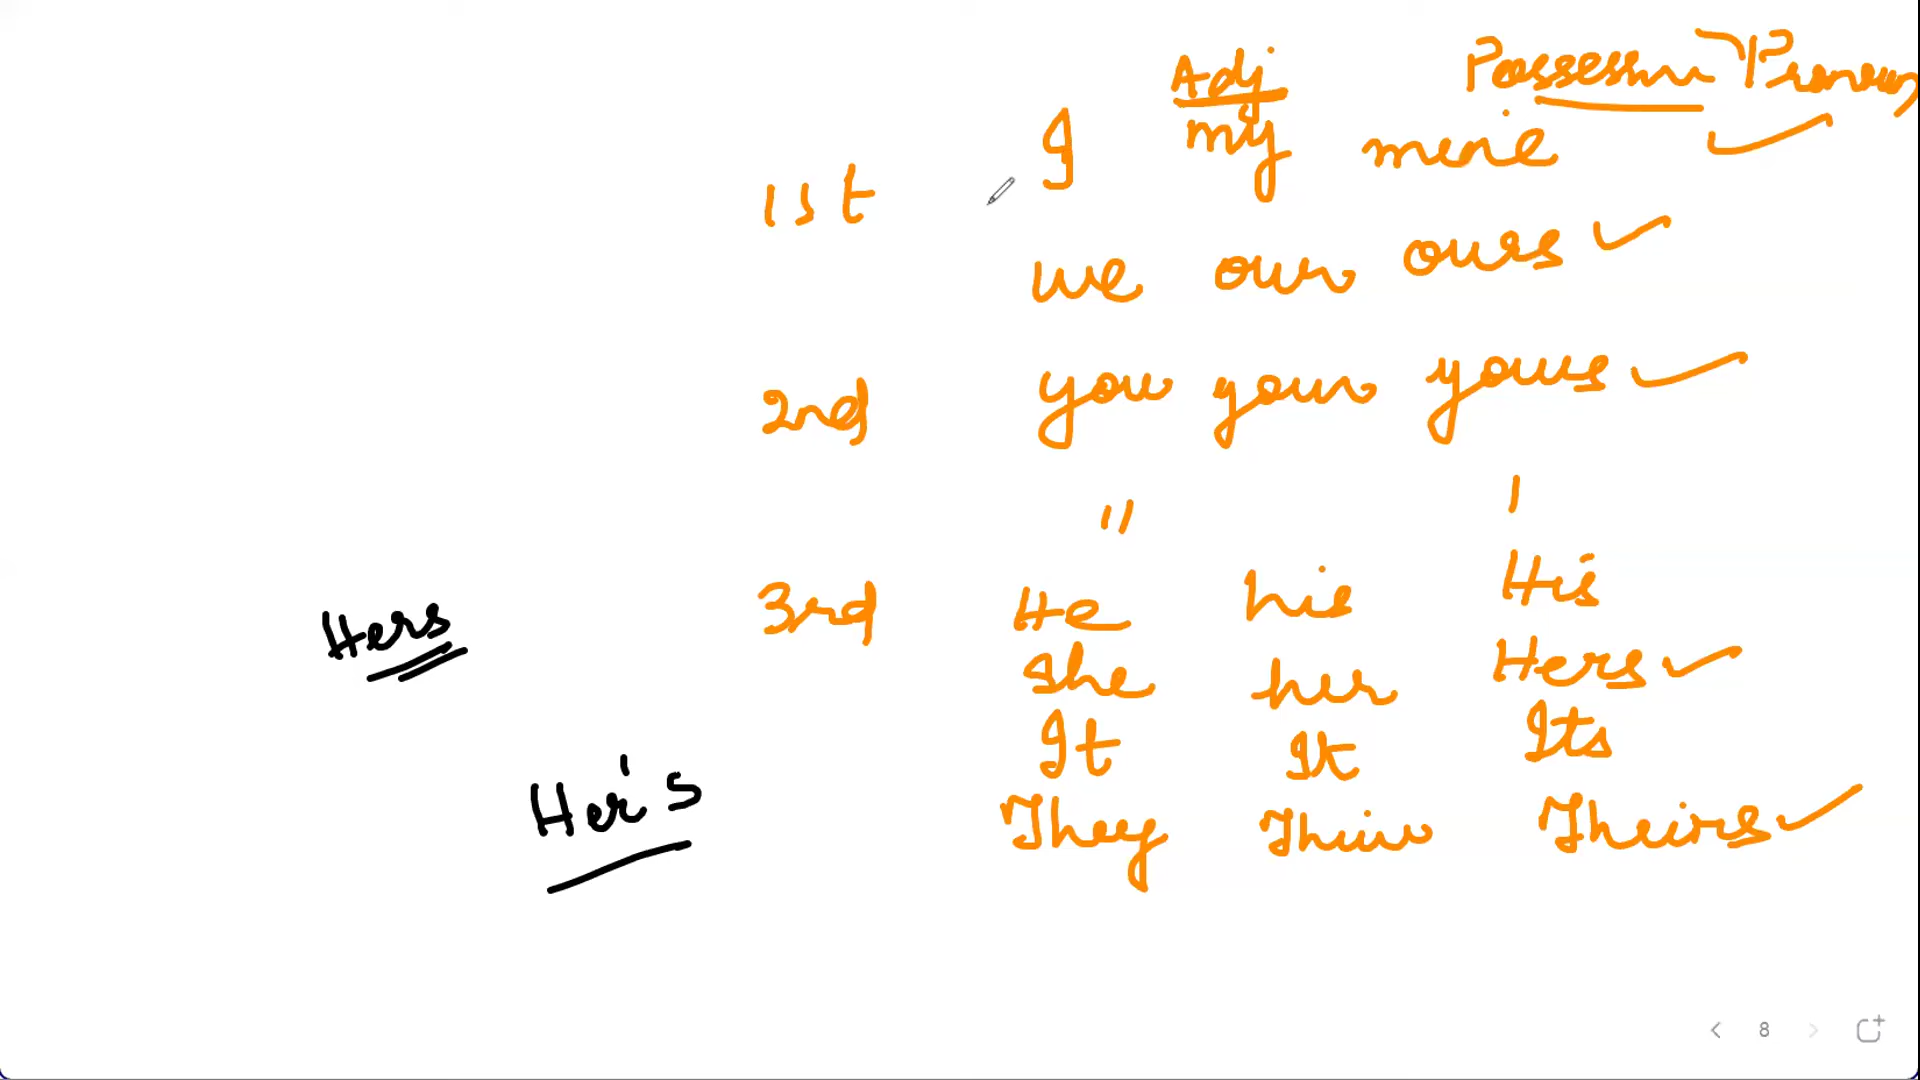 Adj Possessive Pronoun
1st I my mine
we our ours
2nd you your yours
" '
3rd He his His
Hers She her Hers
It It Its
Her's They Their Theirs
8